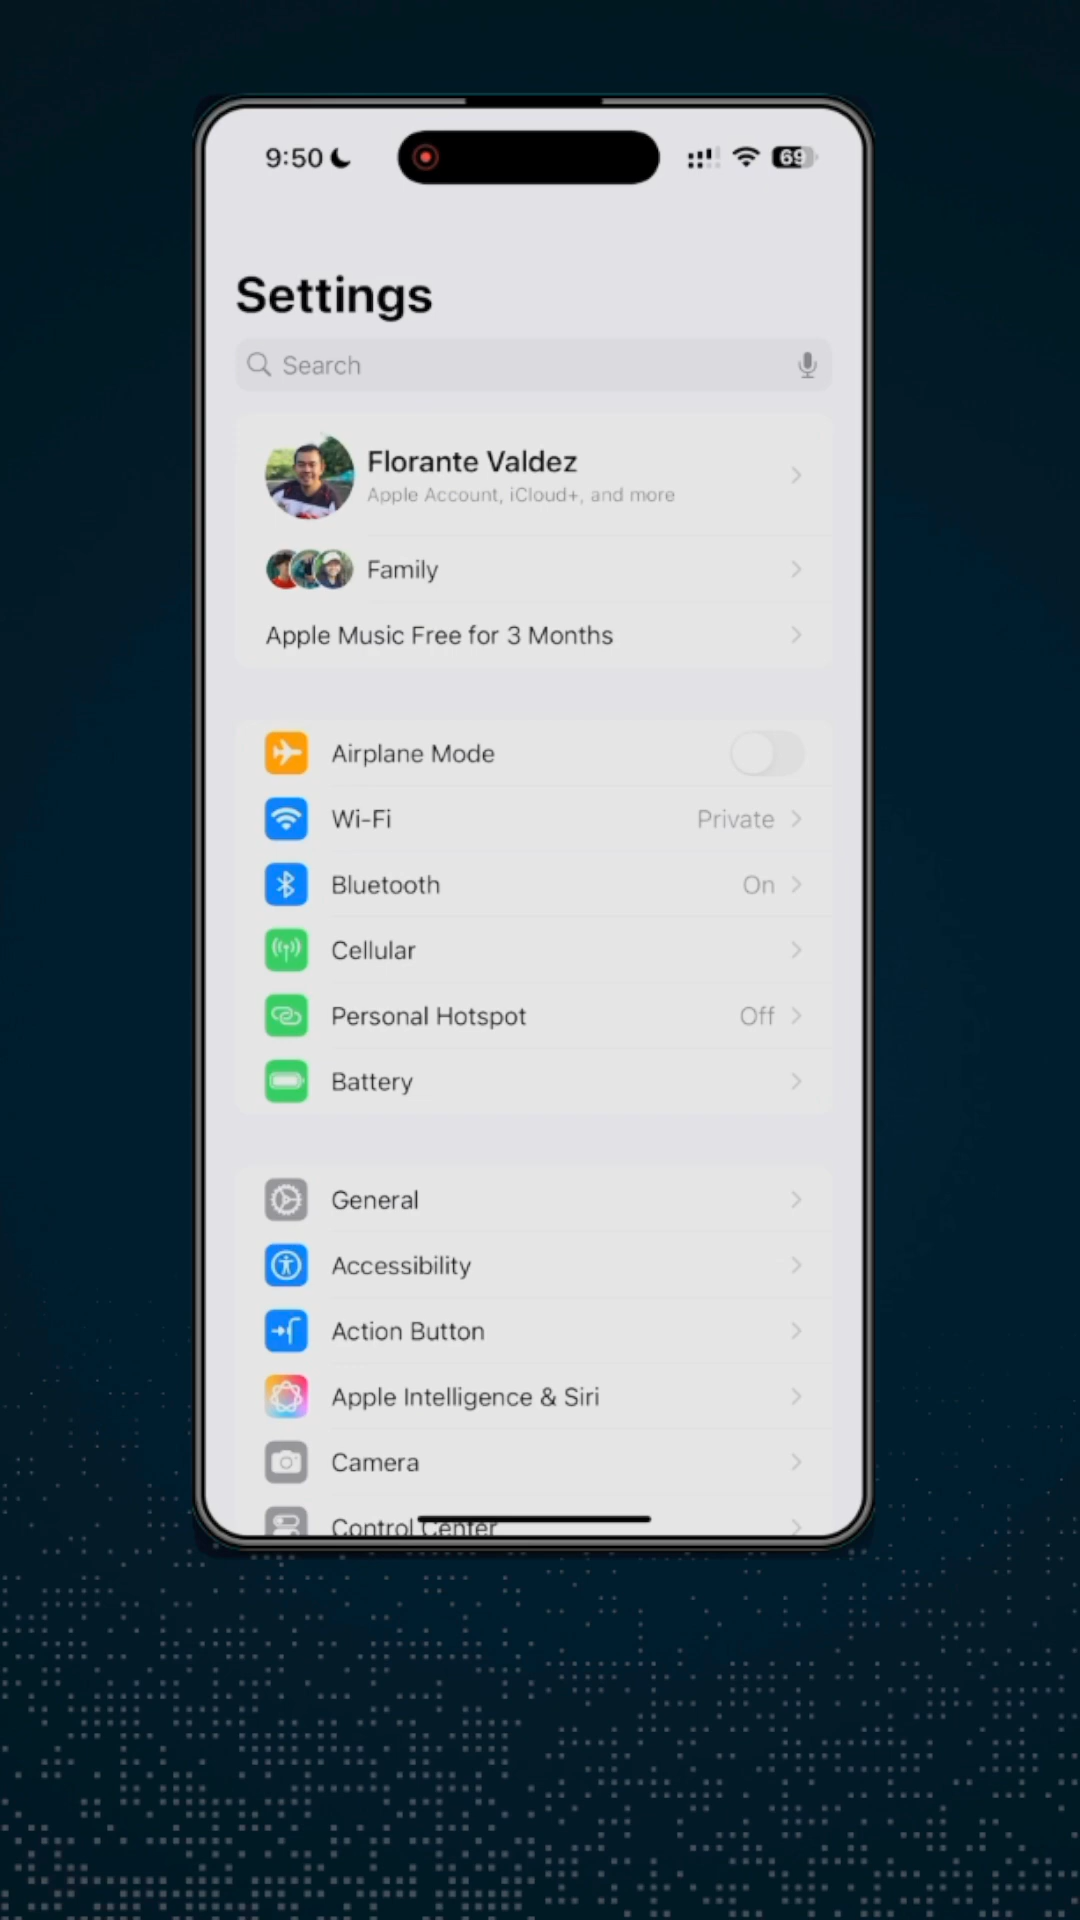 9:50
69
Settings
Search
Florante Valdez
Apple Account, iCloud+, and more
Family
Apple Music Free for 3 Months
Airplane Mode
Wi-Fi Private
Bluetooth On
Cellular
Personal Hotspot Off
Battery
General
Accessibility
Action Button
Apple Intelligence & Siri
Camera
Control Center